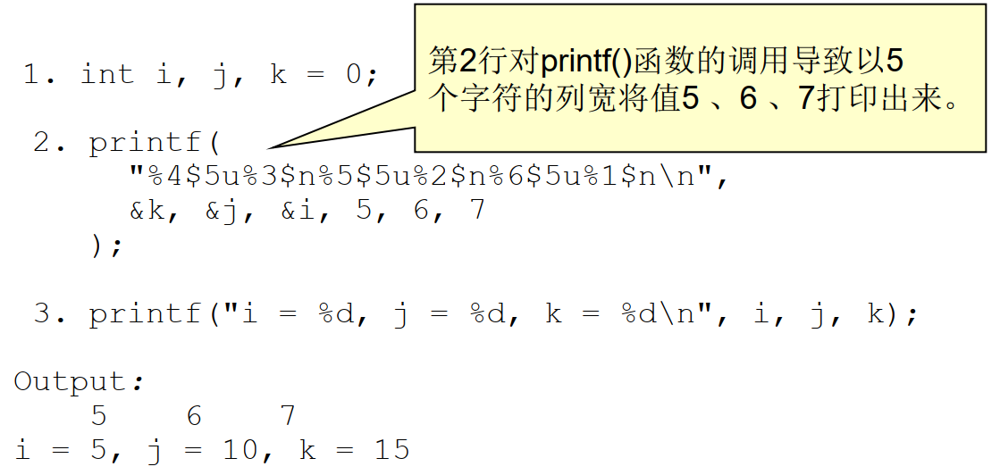 第2行对printf()函数的调用导致以5
个字符的列宽将值5 、6 、7打印出来。
1. int i, j, k = 0;
2. printf(
"%4$5u%3$n%5$5u%2$n%6$5u%1$n\n",
&k, &j, &i, 5, 6, 7
);
3. printf("i = %d, j = %d, k = %d\n", i, j, k);
Output:
5 6 7
i = 5, j = 10, k = 15